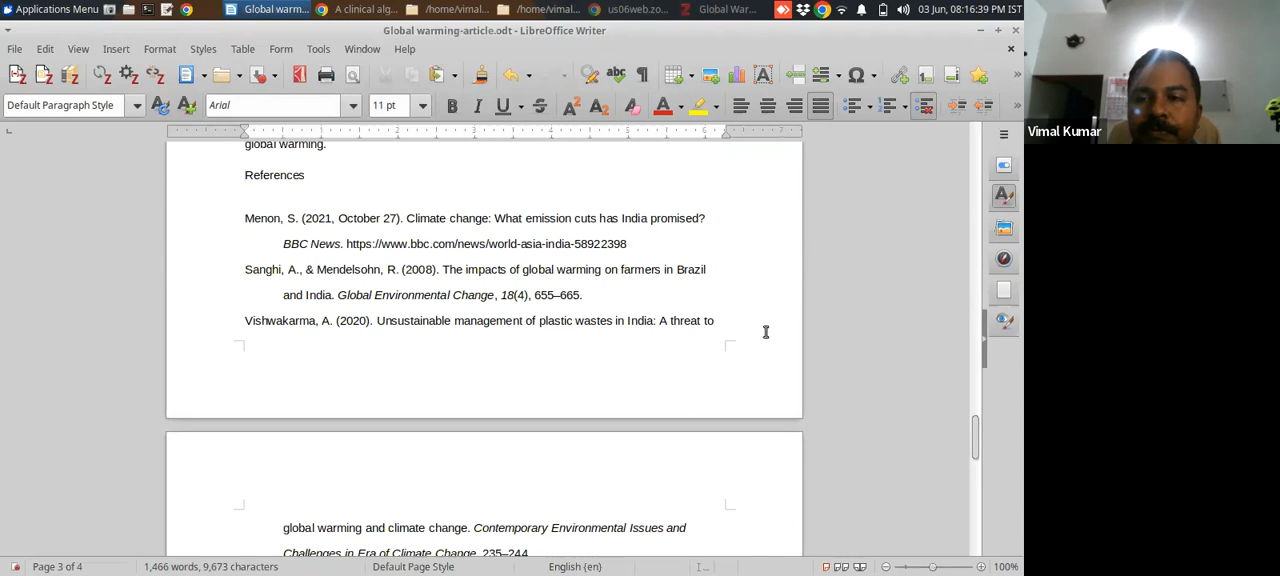 Applications Menu
Global warm...
A clinical alg...
/home/vimal...
/home/vimal...
us06web.zo...
Global War...
03 Jun, 08:16:39 PM IST
Global warming-article.odt - LibreOffice Writer
File Edit View Insert Format Styles Table Form Tools Window Help
Default Paragraph Style
Arial
11 pt
global warming.
References
Menon, S. (2021, October 27). Climate change: What emission cuts has India promised?
BBC News. https://www.bbc.com/news/world-asia-india-58922398
Sanghi, A., & Mendelsohn, R. (2008). The impacts of global warming on farmers in Brazil
and India. Global Environmental Change, 18(4), 655–665.
Vishwakarma, A. (2020). Unsustainable management of plastic wastes in India: A threat to
global warming and climate change. Contemporary Environmental Issues and
Challenges in Era of Climate Change, 235–244.
Page 3 of 4
1,466 words, 9,673 characters
Default Page Style
English {en}
100%
Vimal Kumar